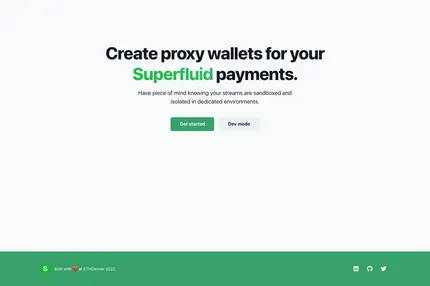 Create proxy wallets for your
Superfluid payments.
Have piece of mind knowing your streams are sandboxed and
isolated in dedicated environments.
Get started
Dev mode
S
Built with ❤️ at ETHDenver 2023.